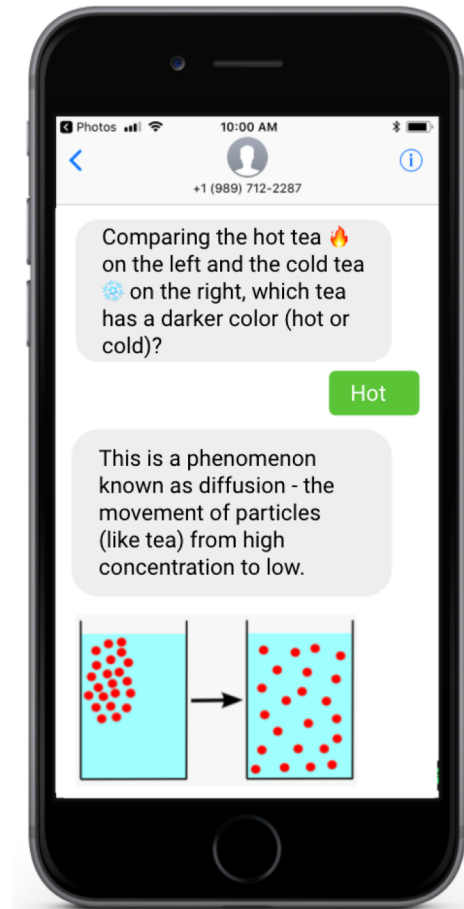 Photos
10:00 AM
+1 (989) 712-2287
Comparing the hot tea 🔥
on the left and the cold tea
❄️ on the right, which tea
has a darker color (hot or
cold)?
Hot
This is a phenomenon
known as diffusion - the
movement of particles
(like tea) from high
concentration to low.